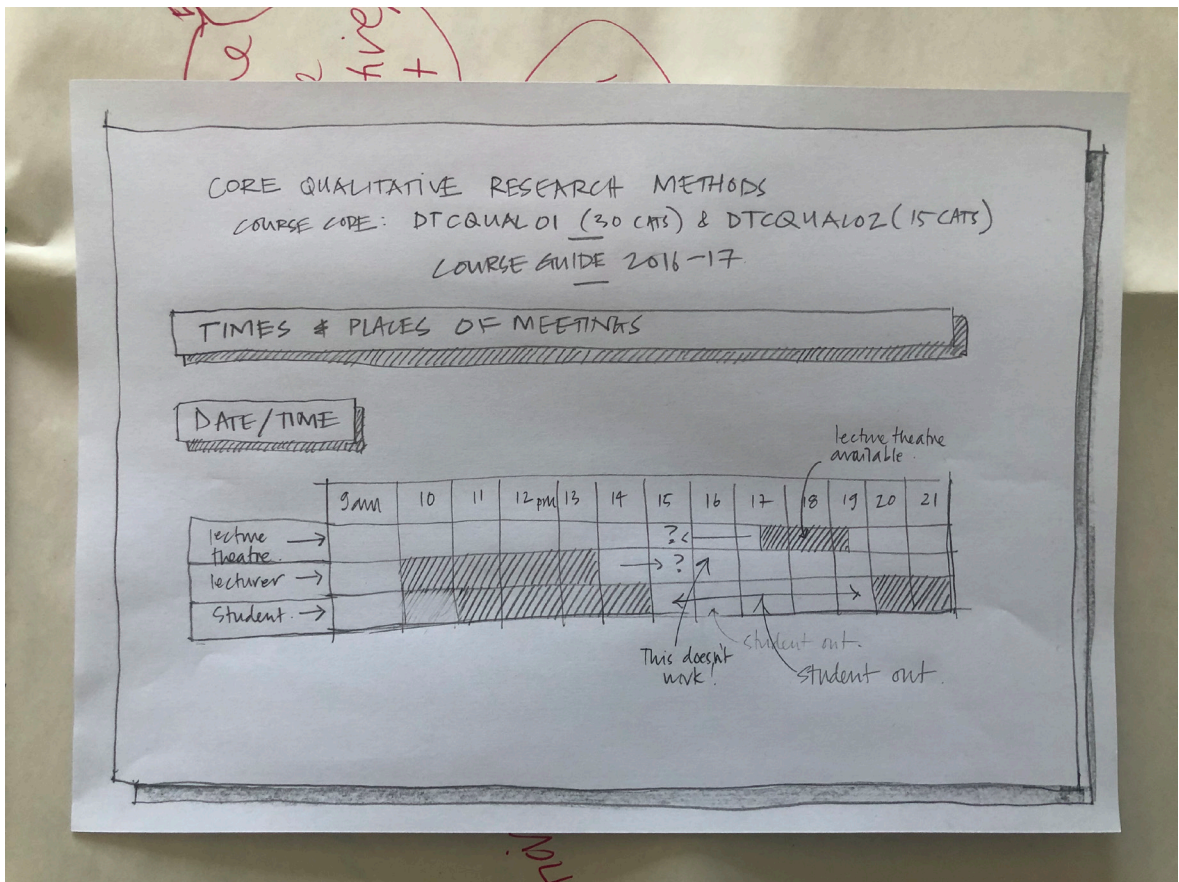 CORE QUALITATIVE RESEARCH METHODS
COURSE CODE: DTCQUAL01 (30 CATS) & DTCQUAL02 (15 CATS)
COURSE GUIDE 2016-17
TIMES & PLACES OF MEETINGS
DATE/TIME
lecture theatre
available.
9am 10 11 12pm 13 14 15 16 17 18 19 20 21
lecture
theatre.
?
lecturer
?
Student.
This doesn't
work!
student out.
student out.